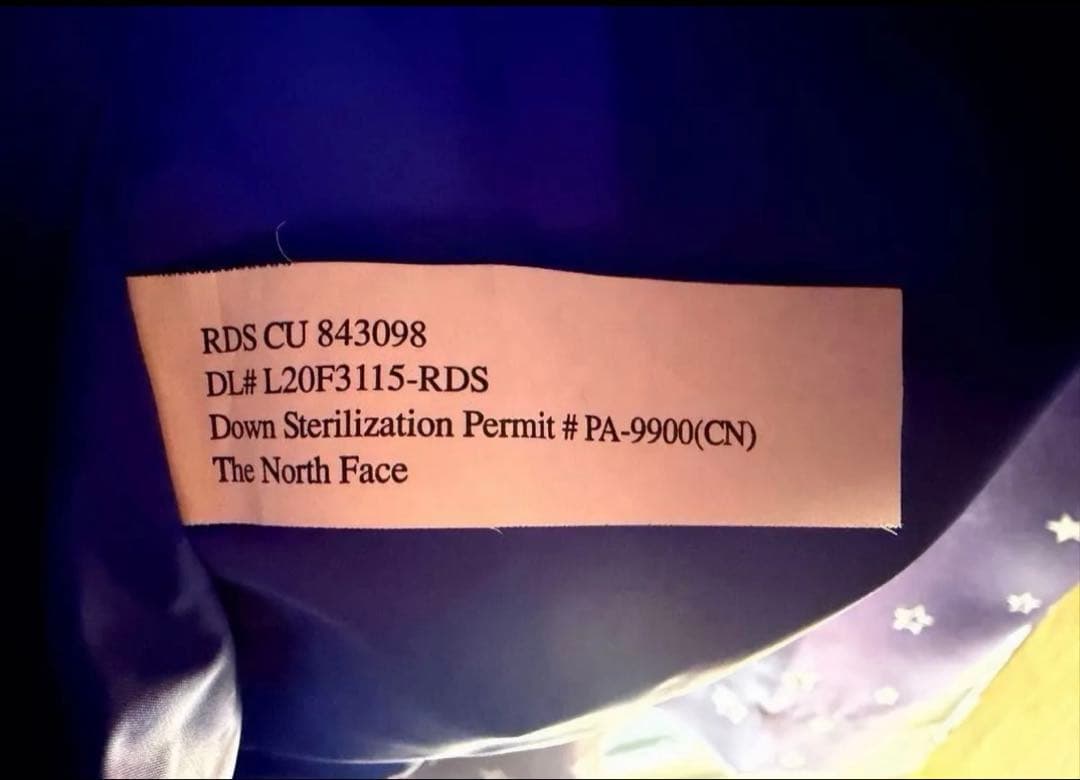 RDS CU 843098
DL# L20F3115-RDS
Down Sterilization Permit # PA-9900(CN)
The North Face